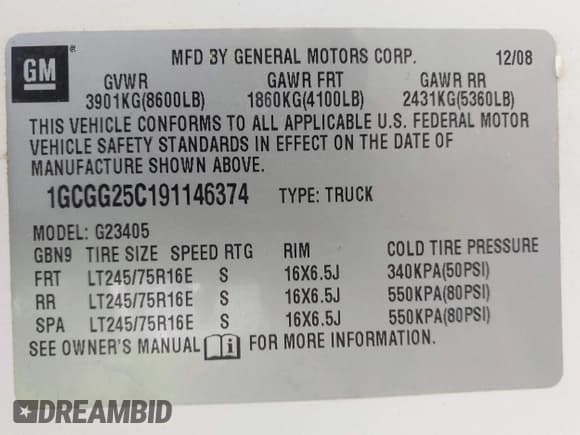 GM MFD 3Y GENERAL MOTORS CORP. 12/08
GVWR GAWR FRT GAWR RR
3901KG(8600LB) 1860KG(4100LB) 2431KG(5360LB)
THIS VEHICLE CONFORMS TO ALL APPLICABLE U.S. FEDERAL MOTOR
VEHICLE SAFETY STANDARDS IN EFFECT ON THE DATE OF
MANUFACTURE SHOWN ABOVE.
1GCGG25C191146374 TYPE: TRUCK
MODEL: G23405
GBN9 TIRE SIZE SPEED RTG RIM COLD TIRE PRESSURE
FRT LT245/75R16E S 16X6.5J 340KPA(50PSI)
RR LT245/75R16E S 16X6.5J 550KPA(80PSI)
SPA LT245/75R16E S 16X6.5J 550KPA(80PSI)
SEE OWNER'S MANUAL i FOR MORE INFORMATION.
DREAMBID